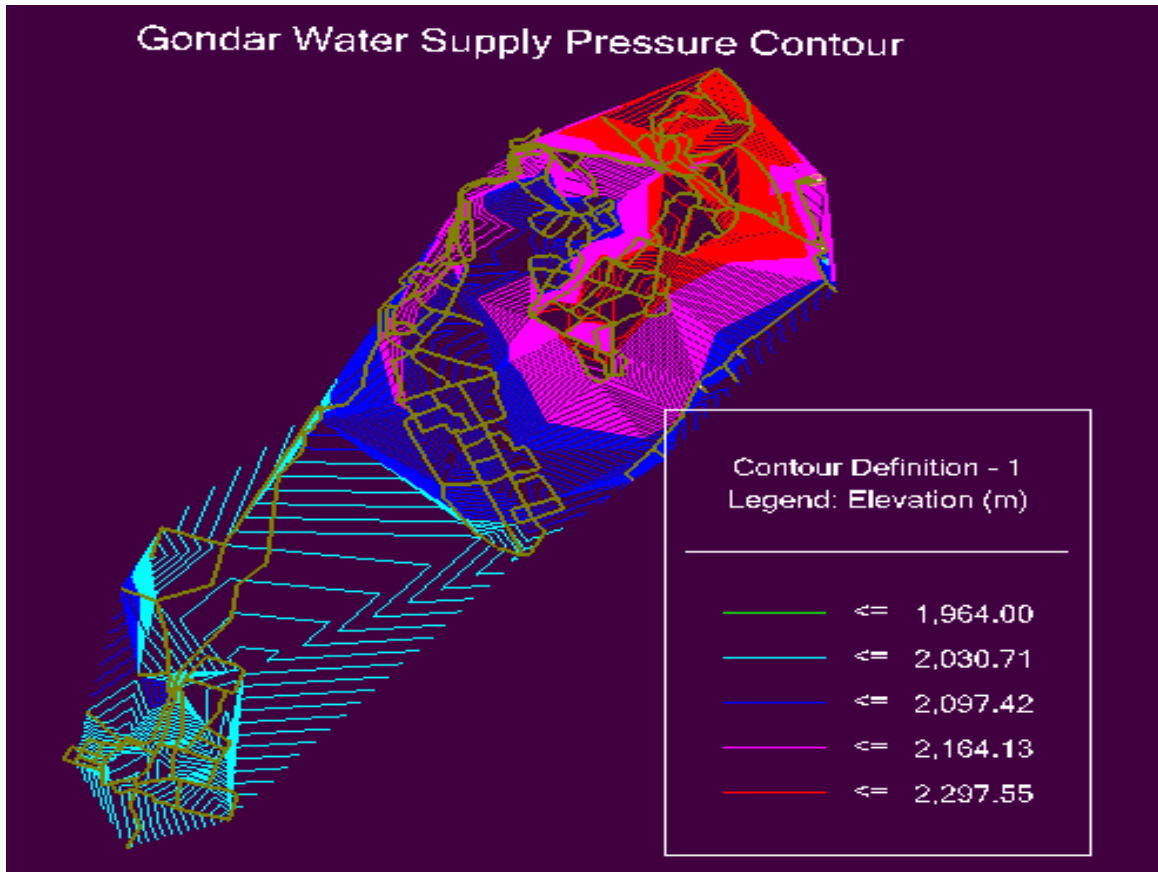 Gondar Water Supply Pressure Contour
Contour Definition - 1
Legend: Elevation (m)
<= 1,964.00
<= 2,030.71
<= 2,097.42
<= 2,164.13
<= 2,297.55